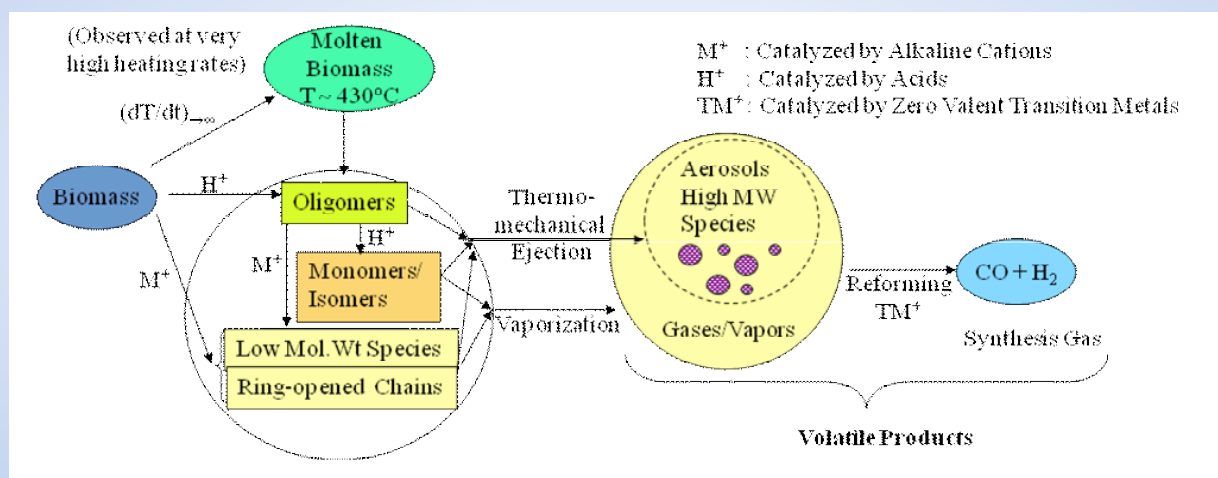 (Observed at very
high heating rates)
(dT/dt)→∞
Molten
Biomass
T~ 430°C
M+ : Catalyzed by Alkaline Cations
H+ : Catalyzed by Acids
TM+ : Catalyzed by Zero Valent Transition Metals
Biomass
H+
Oligomers
M+
H+
M+
Monomers/
Isomers
Low Mol.Wt Species
Ring-opened Chains
Thermo-
mechanical
Ejection
Vaporization
Aerosols
High MW
Species
Gases/Vapors
Reforming
TM+
CO + H2
Synthesis Gas
Volatile Products